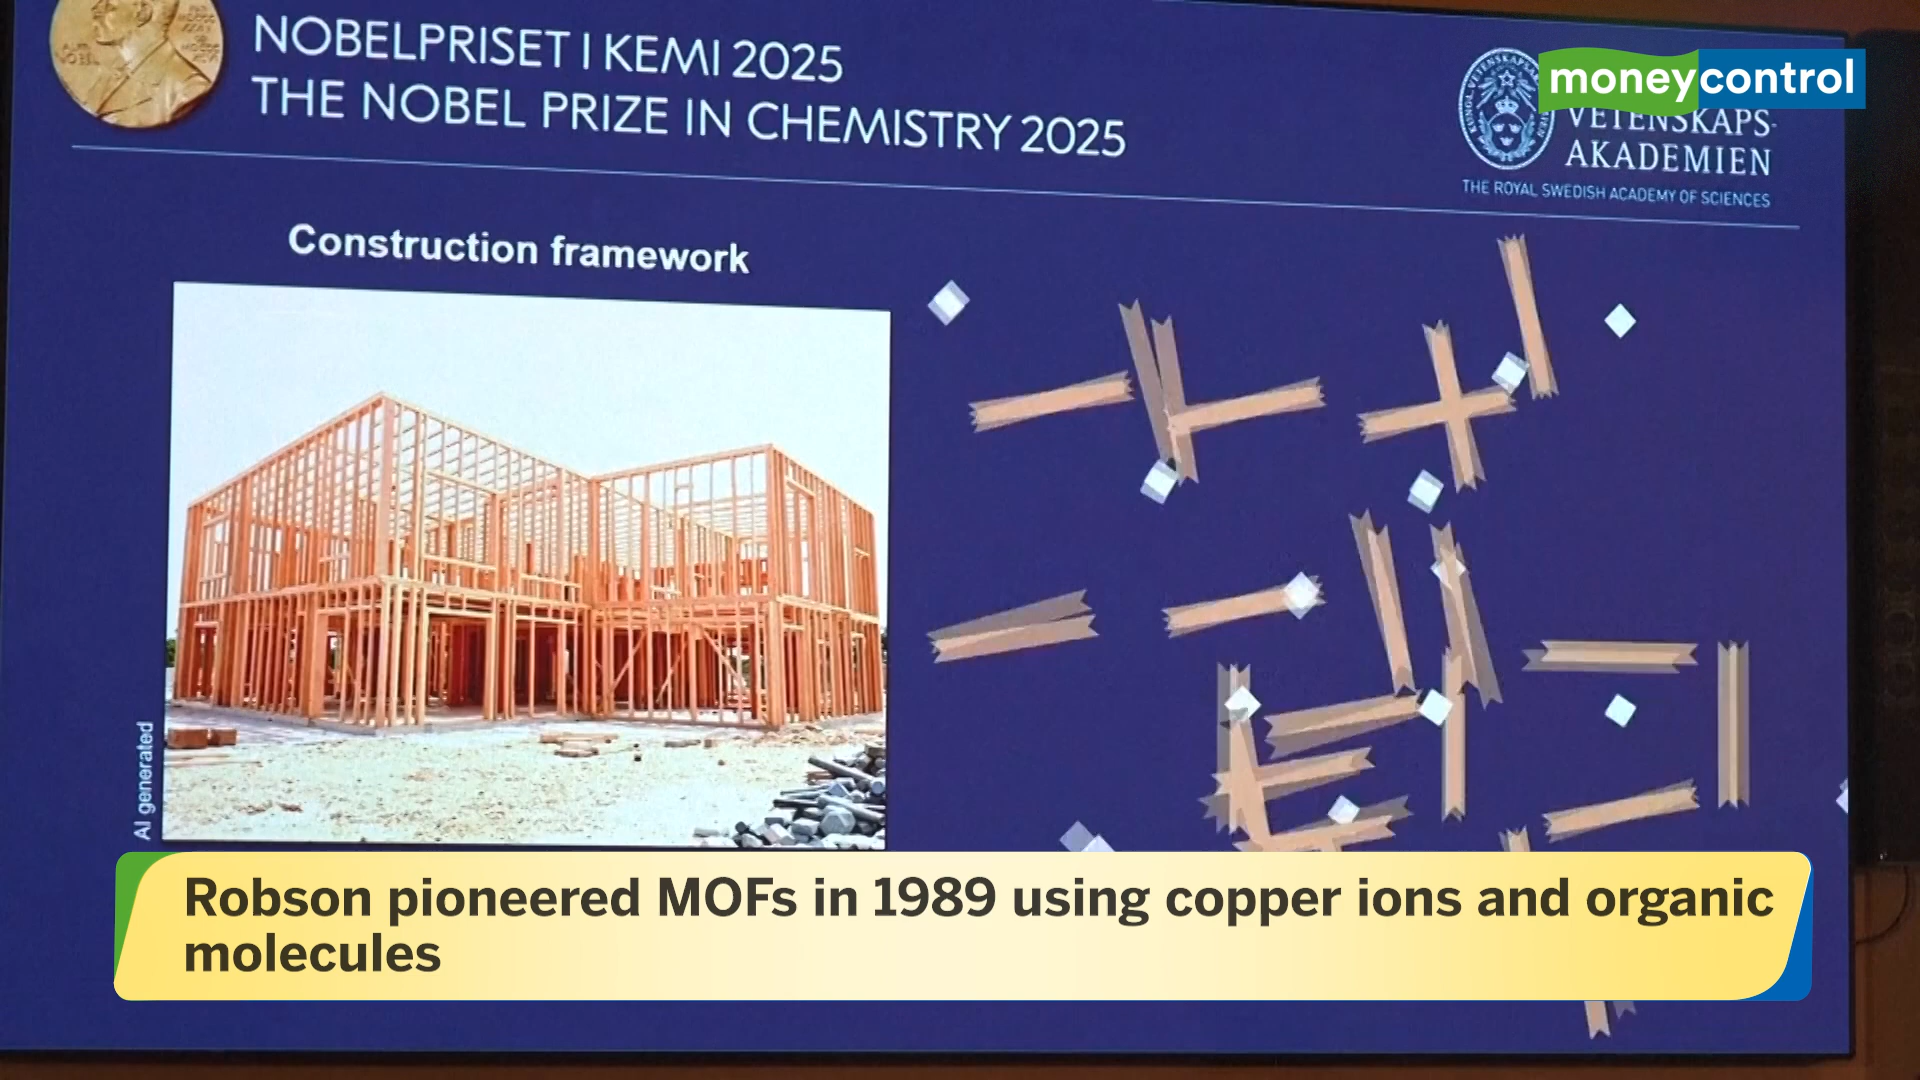 NOBELPRISET I KEMI 2025
THE NOBEL PRIZE IN CHEMISTRY 2025
moneycontrol
VETENSKAPS-
AKADEMIEN
THE ROYAL SWEDISH ACADEMY OF SCIENCES
Construction framework
AI generated
Robson pioneered MOFs in 1989 using copper ions and organic
molecules